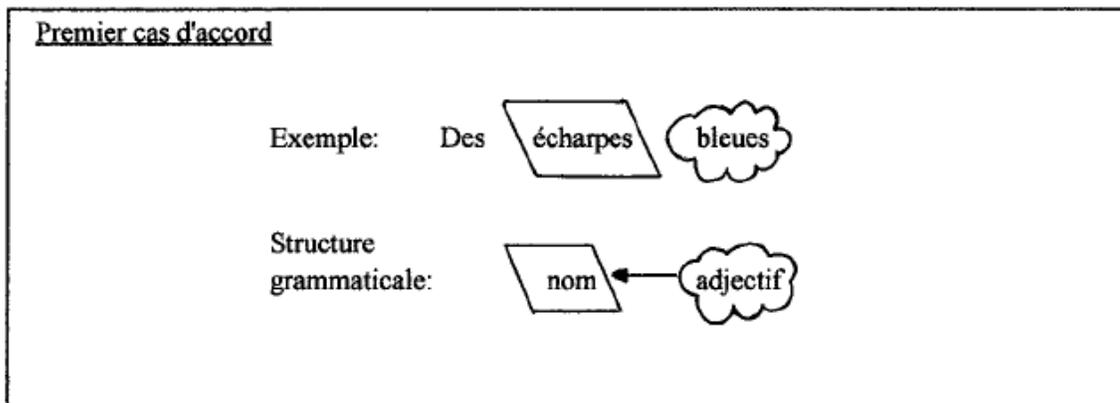 Premier cas d'accord
Exemple: Des écharpes bleues
Structure
grammaticale: nom adjectif